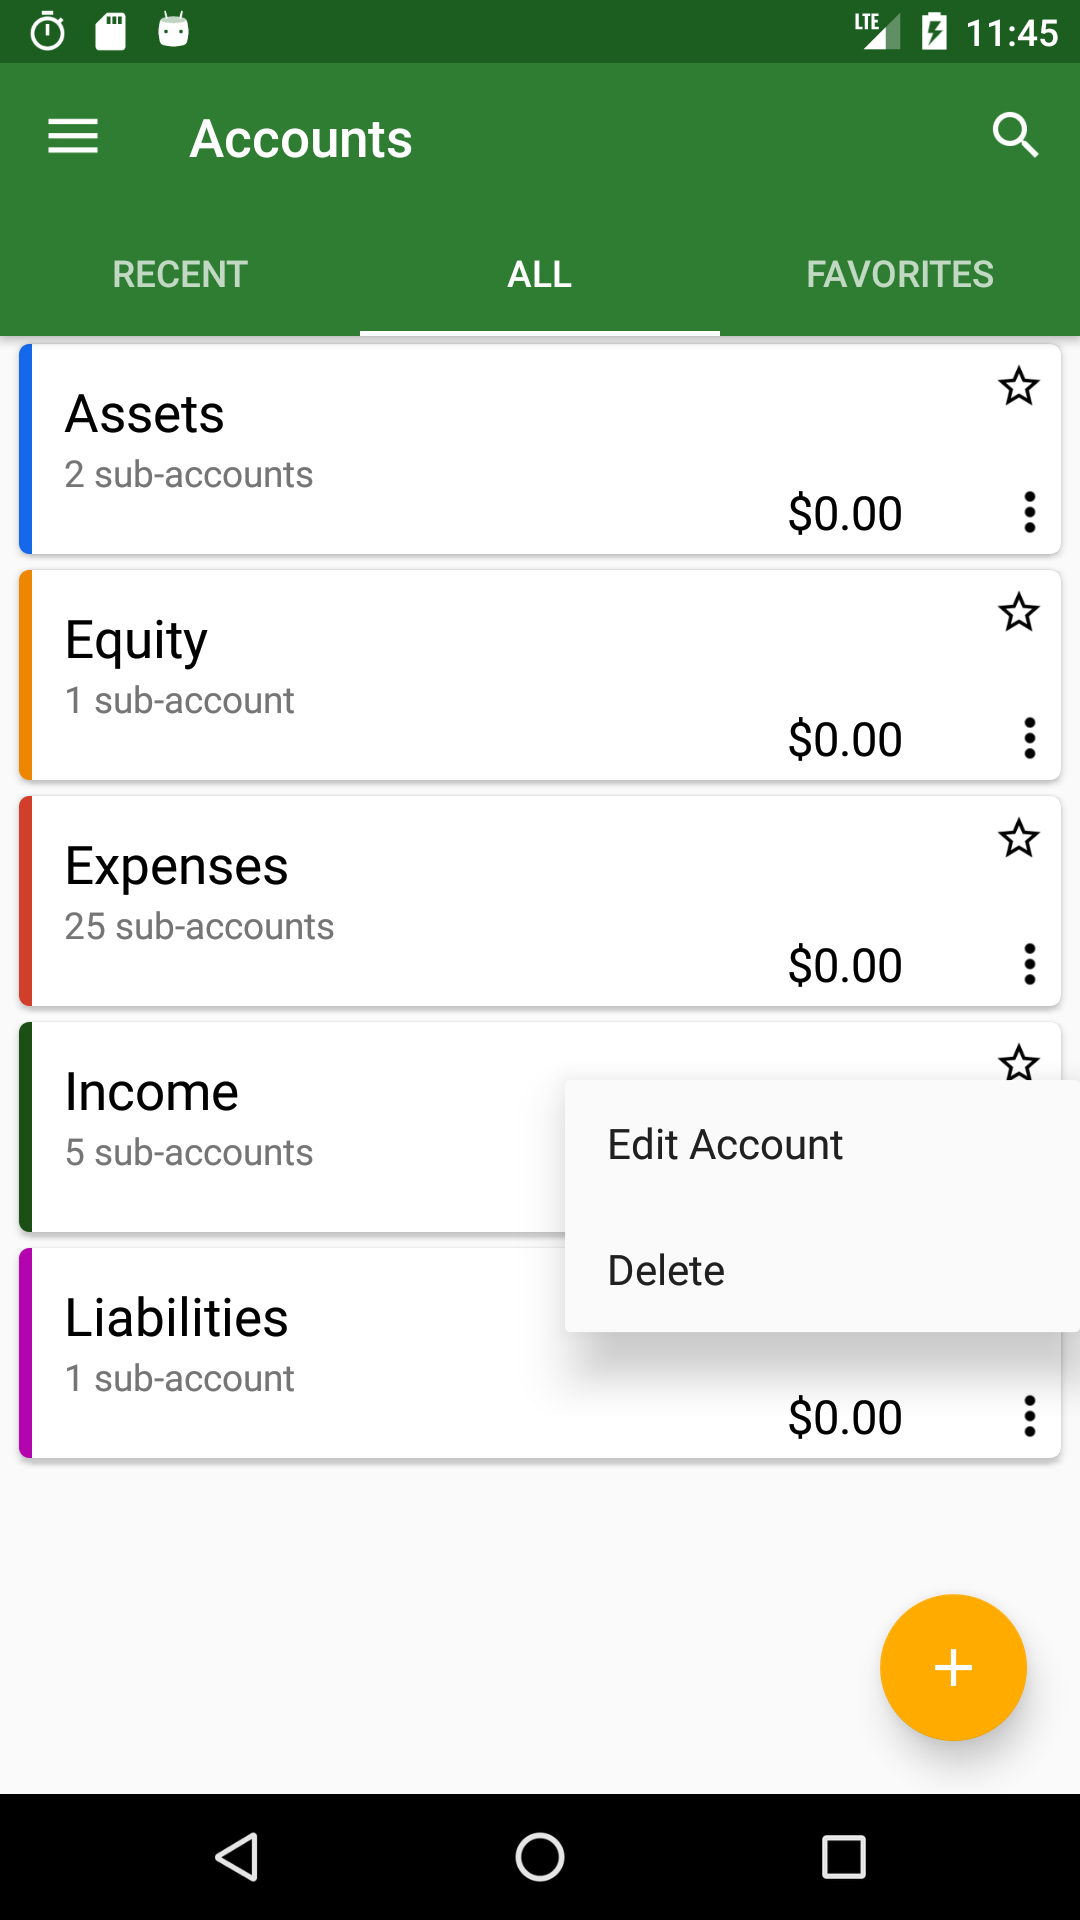 LTE 11:45
Accounts
RECENT ALL FAVORITES
Assets
2 sub-accounts
$0.00
Equity
1 sub-account
$0.00
Expenses
25 sub-accounts
$0.00
Income
5 sub-accounts
Edit Account
Delete
Liabilities
1 sub-account
$0.00